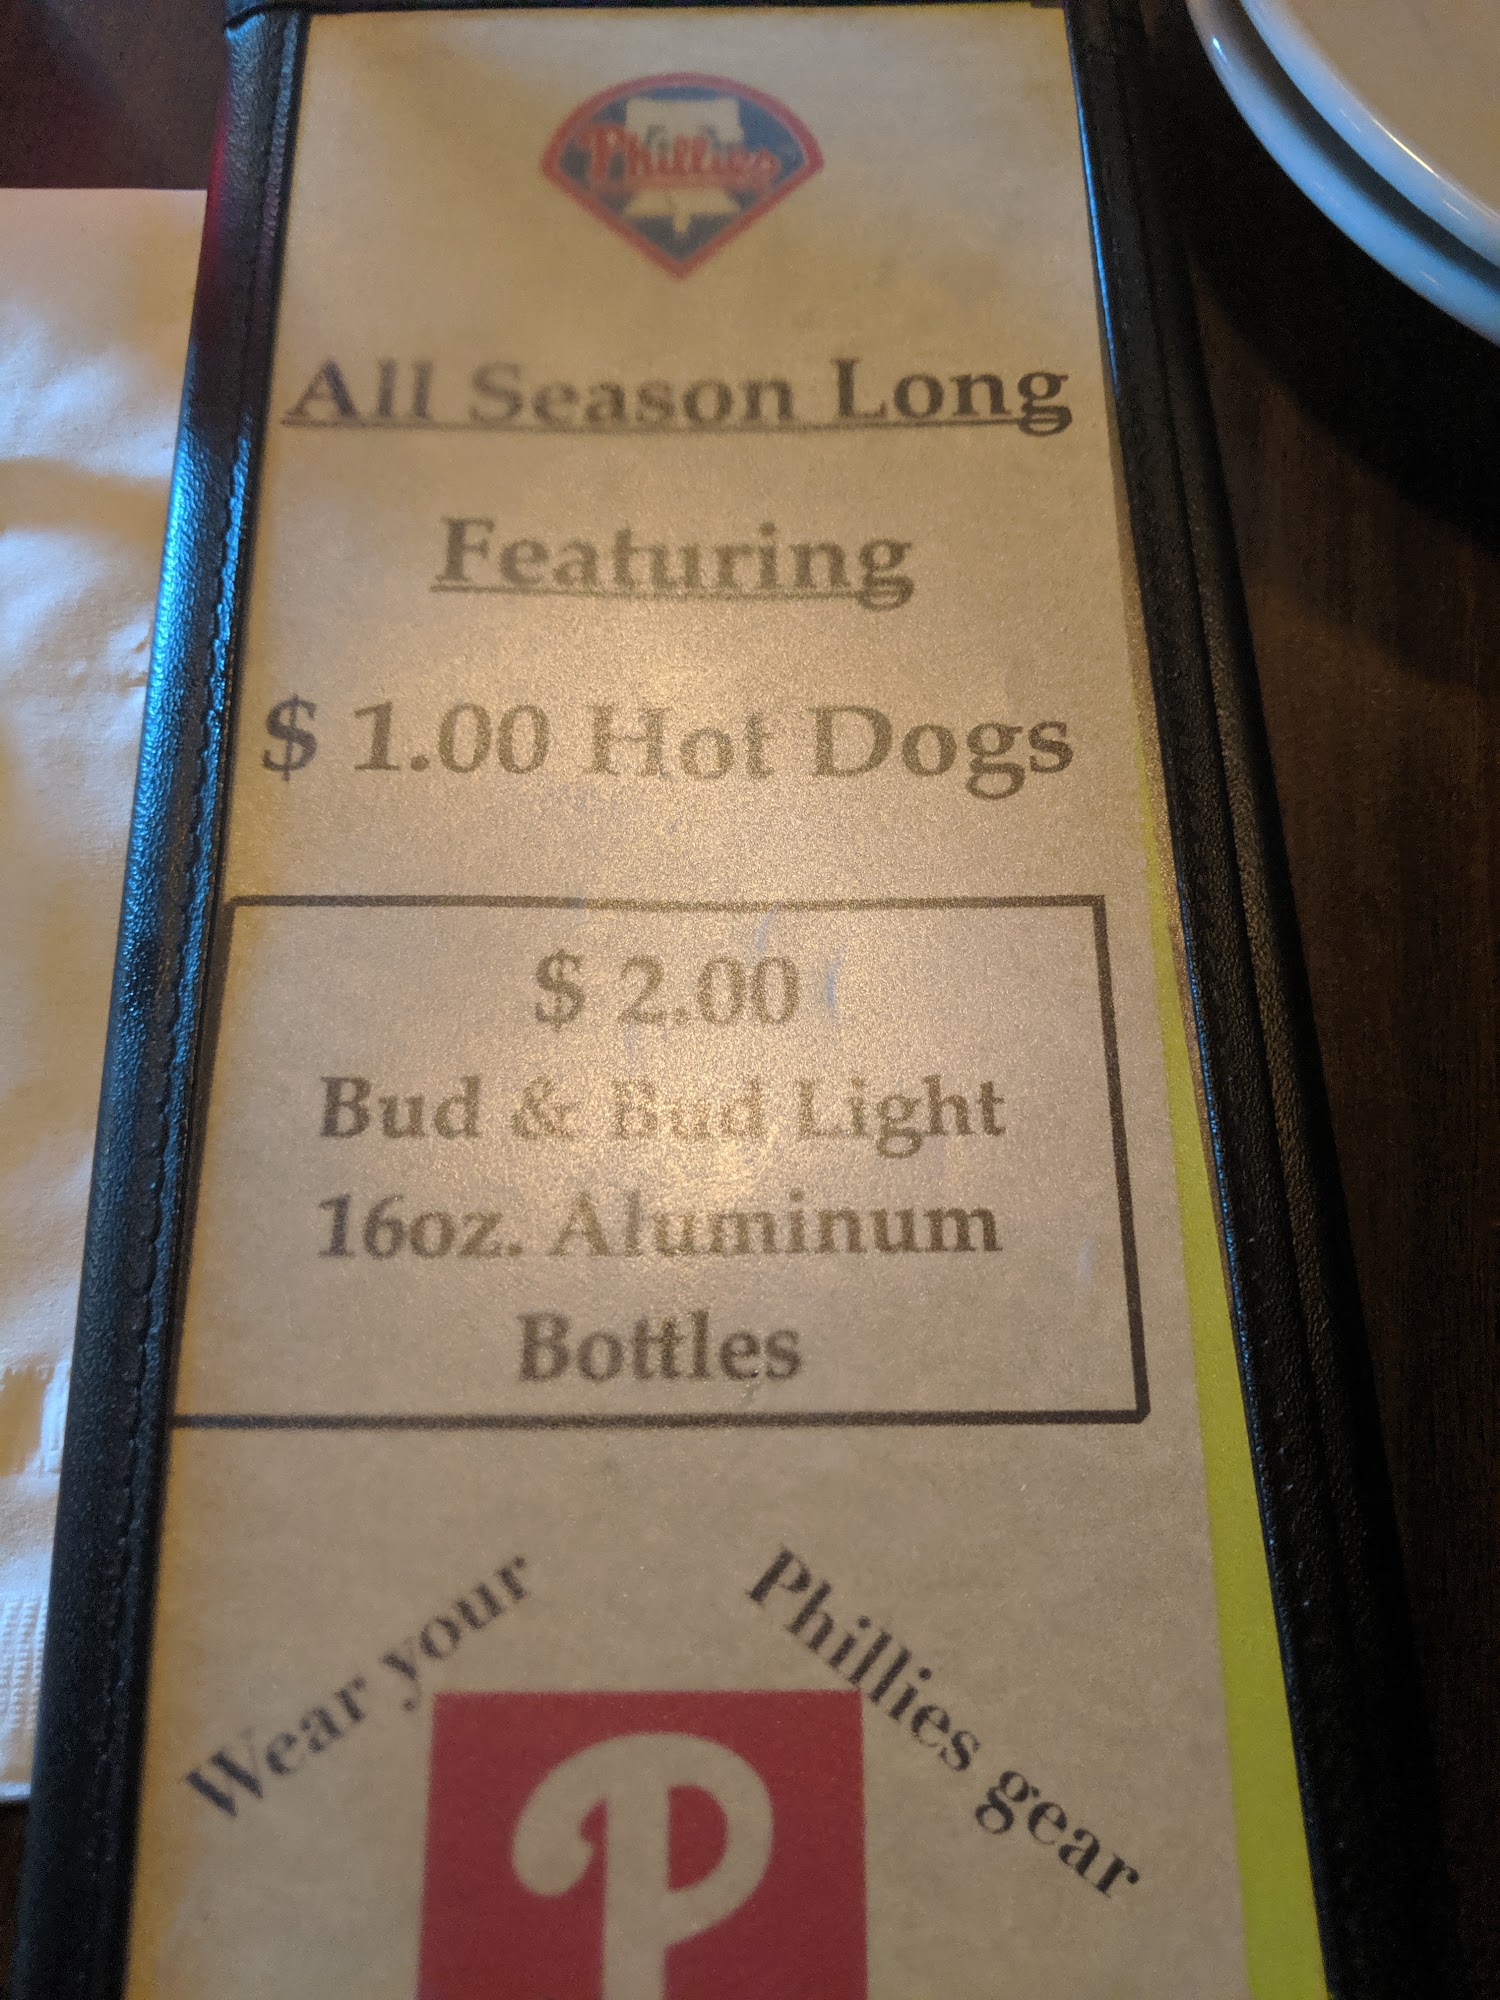 Phillies
All Season Long
Featuring
$ 1.00 Hot Dogs
$ 2.00
Bud & Bud Light
16oz. Aluminum
Bottles
Wear your Phillies gear
P